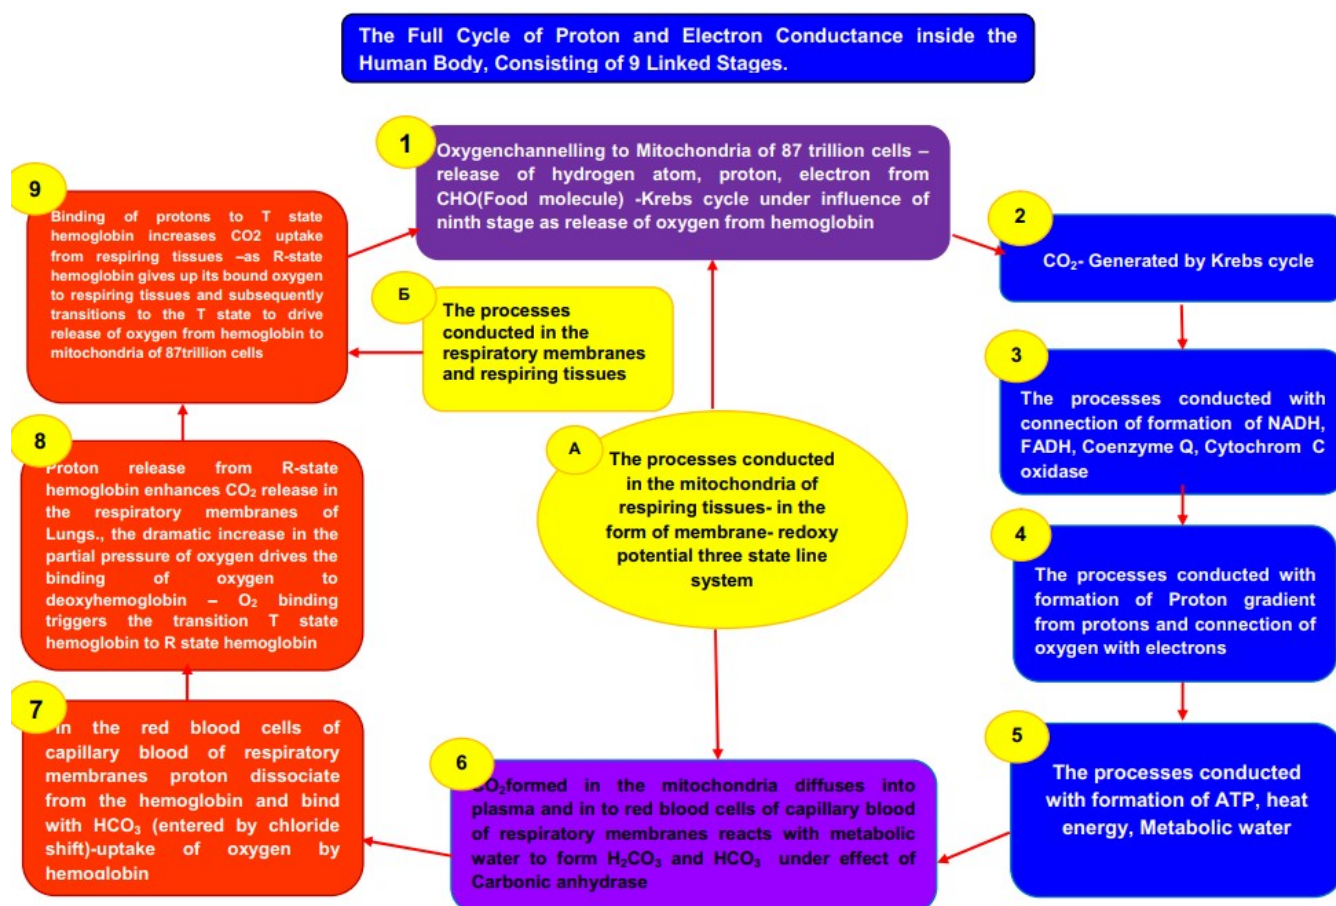 The Full Cycle of Proton and Electron Conductance inside the
Human Body, Consisting of 9 Linked Stages.
1
Oxygenchannelling to Mitochondria of 87 trillion cells –
release of hydrogen atom, proton, electron from
CHO(Food molecule) -Krebs cycle under influence of
ninth stage as release of oxygen from hemoglobin
2
CO₂- Generated by Krebs cycle
3
The processes conducted with
connection of formation of NADH,
FADH, Coenzyme Q, Cytochrom C
oxidase
4
The processes conducted with
formation of Proton gradient
from protons and connection of
oxygen with electrons
5
The processes conducted
with formation of ATP, heat
energy, Metabolic water
6
CO₂formed in the mitochondria diffuses into
plasma and in to red blood cells of capillary blood
of respiratory membranes reacts with metabolic
water to form H₂CO₃ and HCO₃ under effect of
Carbonic anhydrase
7
In the red blood cells of
capillary blood of respiratory
membranes proton dissociate
from the hemoglobin and bind
with HCO₃ (entered by chloride
shift)-uptake of oxygen by
hemoglobin
8
Proton release from R-state
hemoglobin enhances CO₂ release in
the respiratory membranes of
Lungs., the dramatic increase in the
partial pressure of oxygen drives the
binding of oxygen to
deoxyhemoglobin – O₂ binding
triggers the transition T state
hemoglobin to R state hemoglobin
9
Binding of protons to T state
hemoglobin increases CO2 uptake
from respiring tissues –as R-state
hemoglobin gives up its bound oxygen
to respiring tissues and subsequently
transitions to the T state to drive
release of oxygen from hemoglobin to
mitochondria of 87trillion cells
Б
The processes
conducted in the
respiratory membranes
and respiring tissues
A
The processes conducted
in the mitochondria of
respiring tissues- in the
form of membrane- redoxy
potential three state line
system